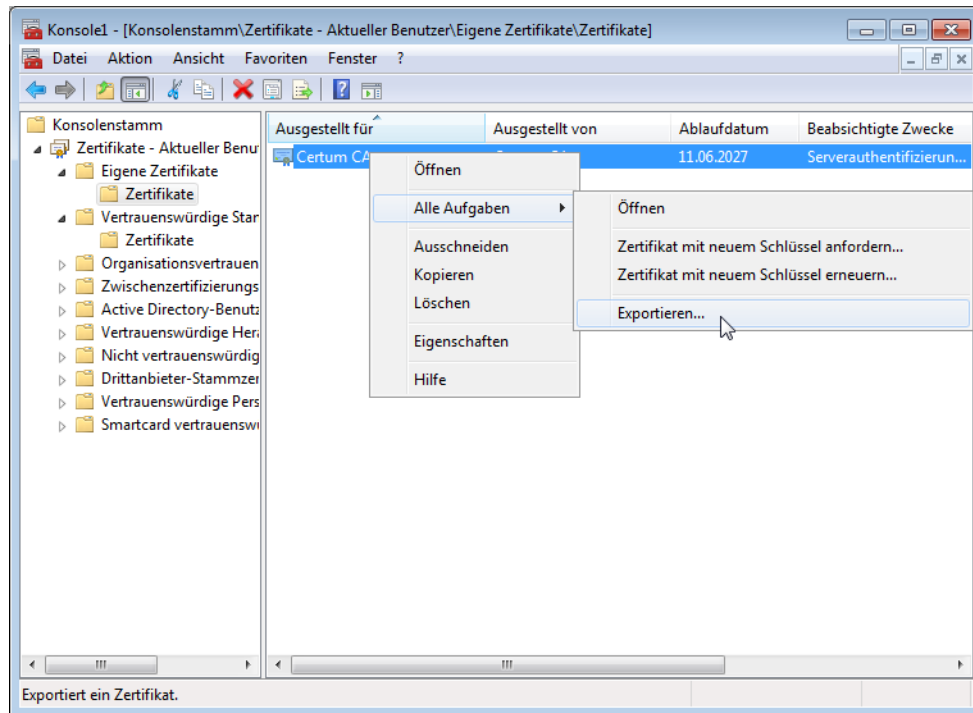 Konsole1 - [Konsolenstamm\Zertifikate - Aktueller Benutzer\Eigene Zertifikate\Zertifikate]
Datei Aktion Ansicht Favoriten Fenster ?
Konsolenstamm
Zertifikate - Aktueller Benu
Eigene Zertifikate
Zertifikate
Vertrauenswürdige Star
Zertifikate
Organisationsvertrauen
Zwischenzertifizierungs
Active Directory-Benutz
Vertrauenswürdige Hera
Nicht vertrauenswürdig
Drittanbieter-Stammzer
Vertrauenswürdige Pers
Smartcard vertrauenswu
Ausgestellt für Ausgestellt von Ablaufdatum Beabsichtigte Zwecke
Certum CA 11.06.2027 Serverauthentifizierun...
Öffnen
Alle Aufgaben
Ausschneiden
Kopieren
Löschen
Eigenschaften
Hilfe
Öffnen
Zertifikat mit neuem Schlüssel anfordern...
Zertifikat mit neuem Schlüssel erneuern...
Exportieren...
Exportiert ein Zertifikat.